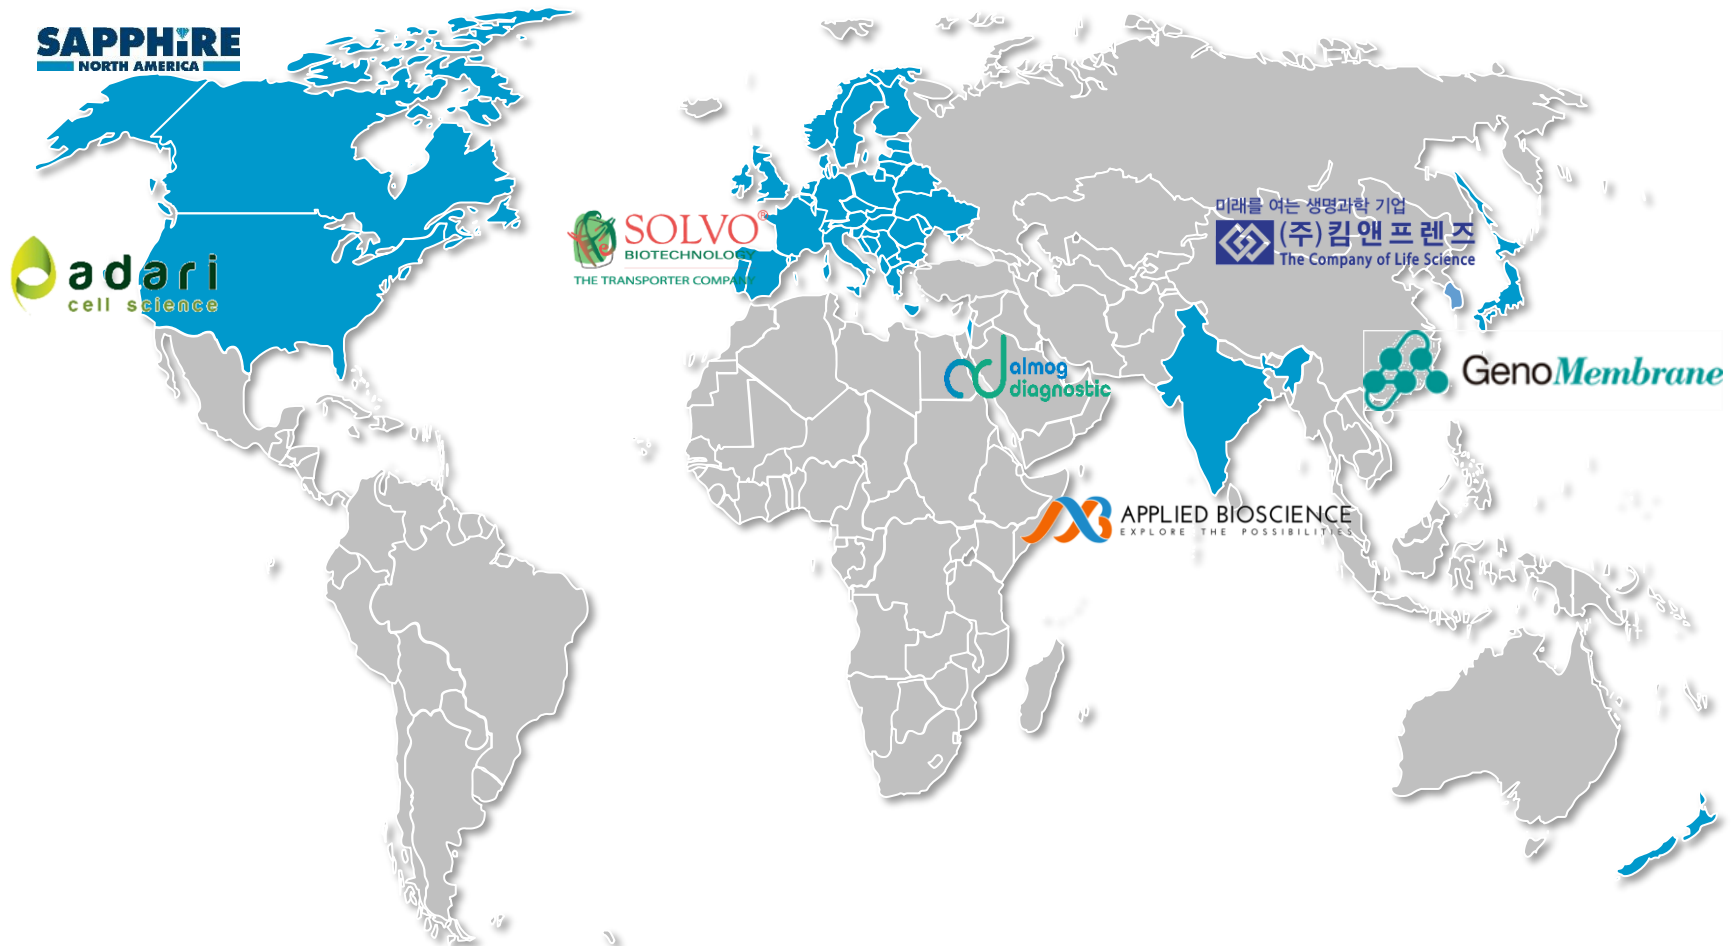 SAPPHIRE
NORTH AMERICA
adari
cell science
SOLVO®
BIOTECHNOLOGY
THE TRANSPORTER COMPANY
미래를 여는 생명과학 기업
(주)킴앤프렌즈
The Company of Life Science
almog
diagnostic
GenoMembrane
APPLIED BIOSCIENCE
EXPLORE THE POSSIBILITIES